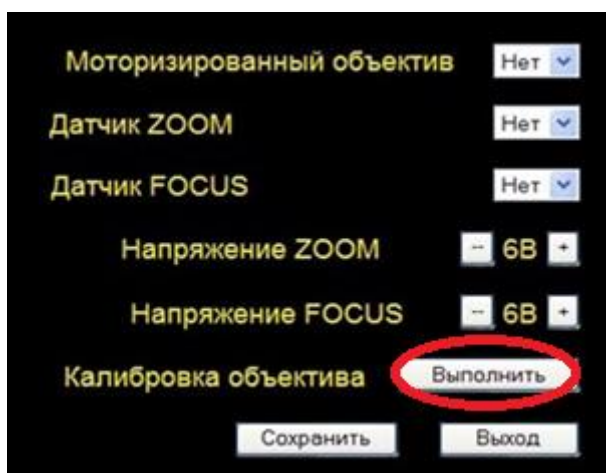 Моторизированный объектив Нет
Датчик ZOOM Нет
Датчик FOCUS Нет
Напряжение ZOOM -- 6В +
Напряжение FOCUS -- 6В +
Калибровка объектива Выполнить
Сохранить Выход